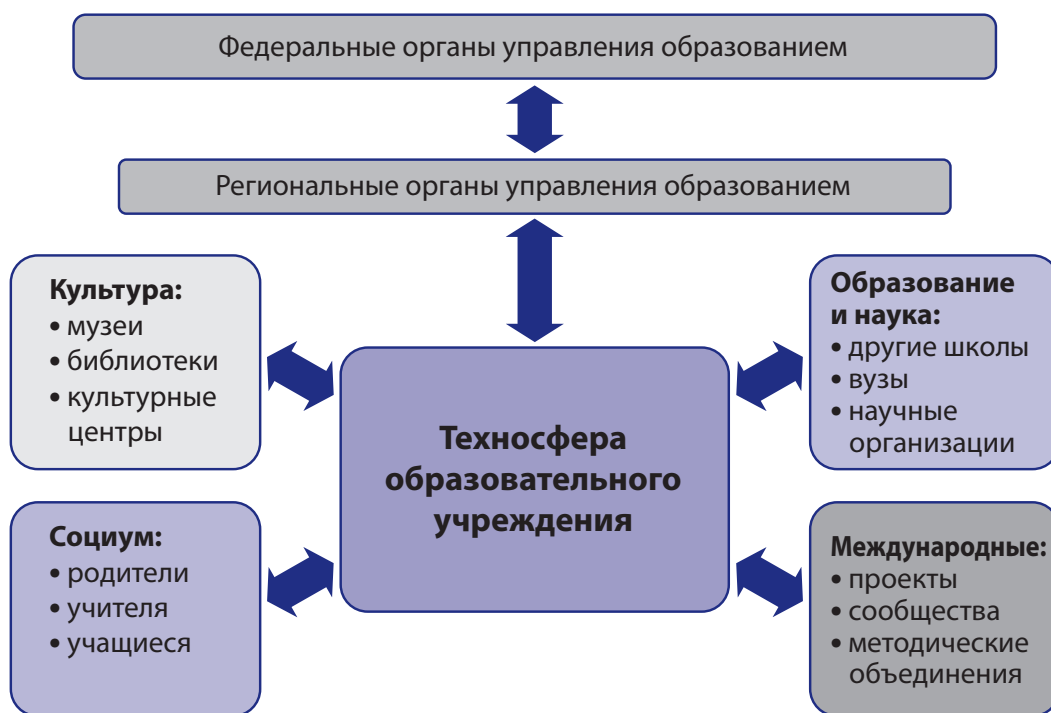 Федеральные органы управления образованием
Региональные органы управления образованием
Культура:
• музеи
• библиотеки
• культурные
центры
Образование
и наука:
• другие школы
• вузы
• научные
организации
Техносфера
образовательного
учреждения
Социум:
• родители
• учителя
• учащиеся
Международные:
• проекты
• сообщества
• методические
объединения